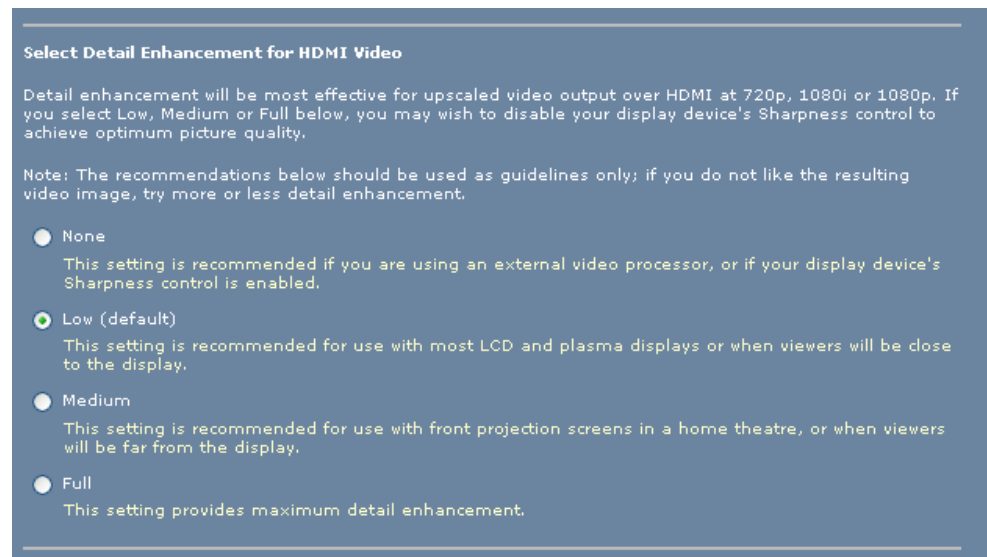 Select Detail Enhancement for HDMI Video
Detail enhancement will be most effective for upscaled video output over HDMI at 720p, 1080i or 1080p. If
you select Low, Medium or Full below, you may wish to disable your display device's Sharpness control to
achieve optimum picture quality.
Note: The recommendations below should be used as guidelines only; if you do not like the resulting
video image, try more or less detail enhancement.
None
This setting is recommended if you are using an external video processor, or if your display device's
Sharpness control is enabled.
Low (default)
This setting is recommended for use with most LCD and plasma displays or when viewers will be close
to the display.
Medium
This setting is recommended for use with front projection screens in a home theatre, or when viewers
will be far from the display.
Full
This setting provides maximum detail enhancement.